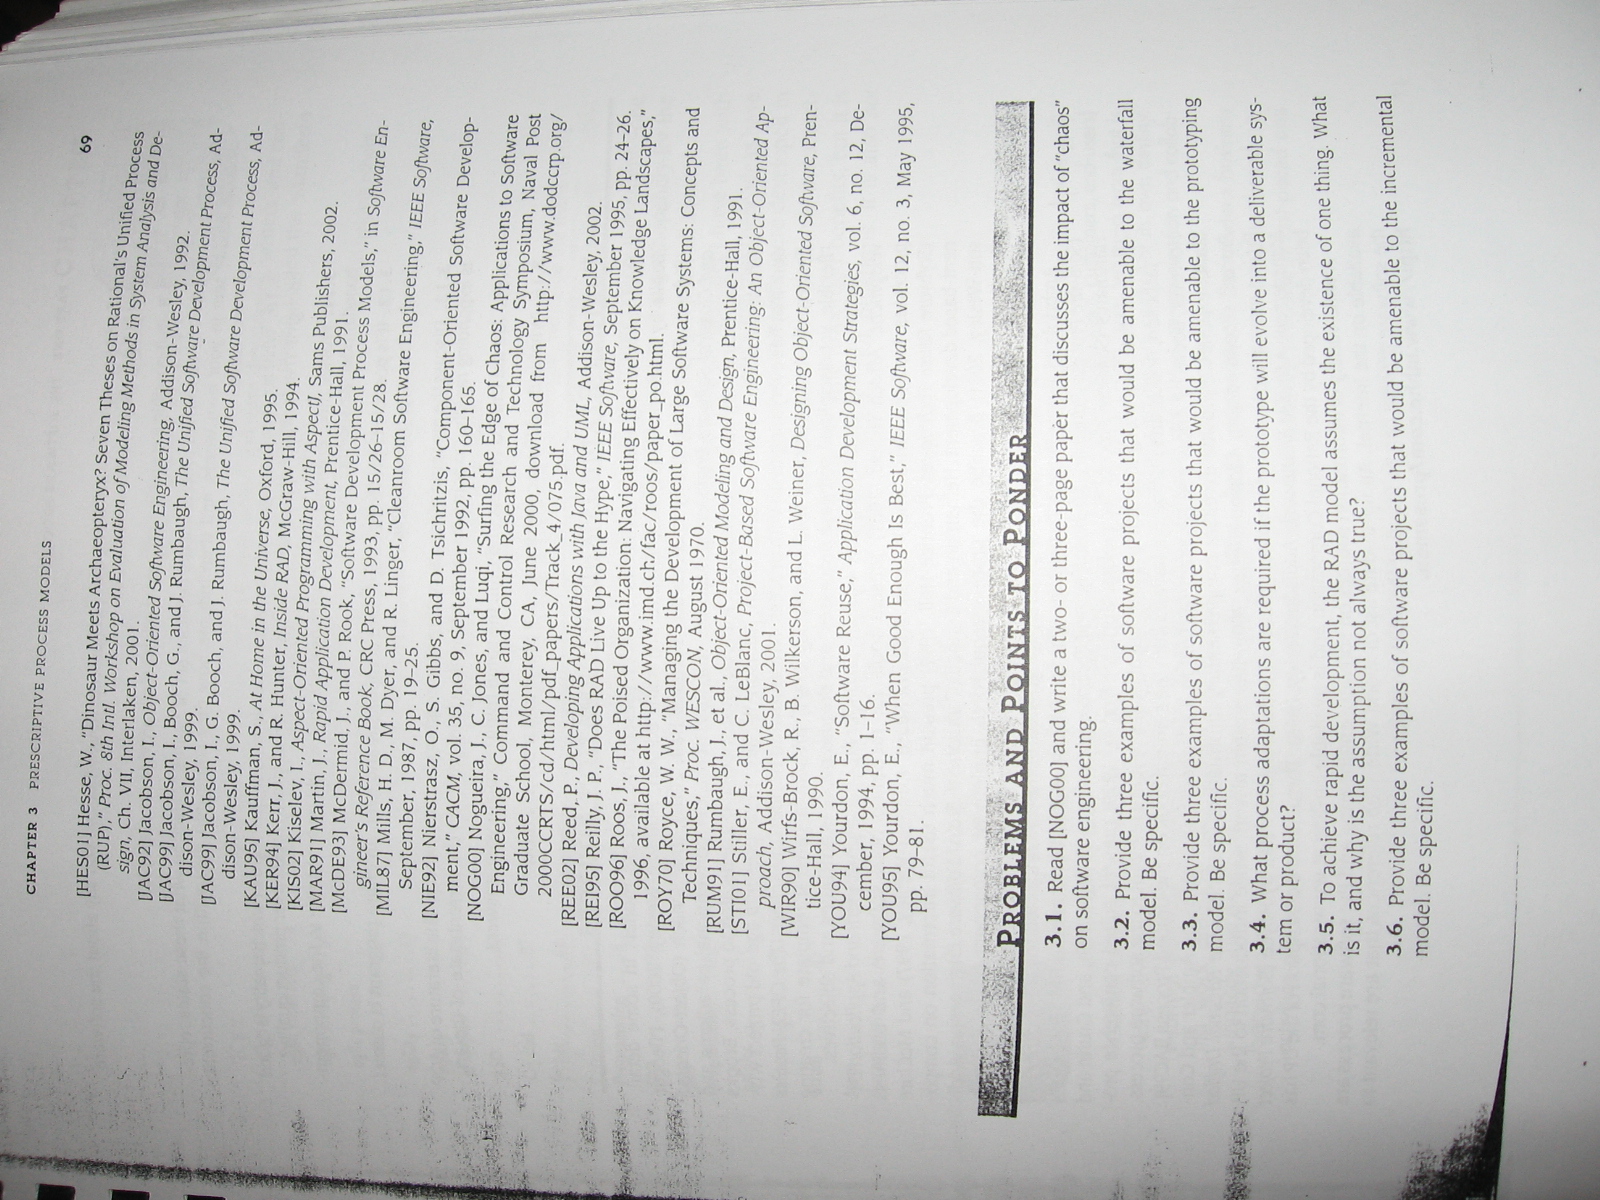 CHAPTER 3 PRESCRIPTIVE PROCESS MODELS 69
[HES01] Hesse, W., "Dinosaur Meets Archaeopteryx? Seven Theses on Rational's Unified Process
(RUP)," Proc. 8th Intl. Workshop on Evaluation of Modeling Methods in System Analysis and De-
sign, Ch. VII, Interlaken, 2001.
[JAC92] Jacobson, I., Object-Oriented Software Engineering, Addison-Wesley, 1992.
[JAC99] Jacobson, I., Booch, G., and J. Rumbaugh, The Unified Software Development Process, Ad-
dison-Wesley, 1999.
[JAC99] Jacobson, I., G. Booch, and J. Rumbaugh, The Unified Software Development Process, Ad-
dison-Wesley, 1999.
[KAU95] Kauffman, S., At Home in the Universe, Oxford, 1995.
[KER94] Kerr, J., and R. Hunter, Inside RAD, McGraw-Hill, 1994.
[KIS02] Kiselev, I., Aspect-Oriented Programming with AspectJ, Sams Publishers, 2002.
[MAR91] Martin, J., Rapid Application Development, Prentice-Hall, 1991.
[McDE93] McDermid, J., and P. Rook, "Software Development Process Models," in Software En-
gineer's Reference Book, CRC Press, 1993, pp. 15/26–15/28.
[MIL87] Mills, H. D., M. Dyer, and R. Linger, "Cleanroom Software Engineering," IEEE Software,
September, 1987, pp. 19–25.
[NIE92] Nierstrasz, O., S. Gibbs, and D. Tsichritzis, "Component-Oriented Software Develop-
ment," CACM, vol. 35, no. 9, September 1992, pp. 160–165.
[NOG00] Nogueira, J., C. Jones, and Luqi, "Surfing the Edge of Chaos: Applications to Software
Engineering," Command and Control Research and Technology Symposium, Naval Post
Graduate School, Monterey, CA, June 2000, download from http://www.dodccrp.org/
2000CCRTS/cd/html/pdf_papers/Track_4/075.pdf.
[REE02] Reed, P., Developing Applications with Java and UML, Addison-Wesley, 2002.
[REI95] Reilly, J. P., "Does RAD Live Up to the Hype," IEEE Software, September 1995, pp. 24–26.
[ROO96] Roos, J., "The Poised Organization: Navigating Effectively on Knowledge Landscapes,"
1996, available at http://www.imd.ch/fac/roos/paper_po.html.
[ROY70] Royce, W. W., "Managing the Development of Large Software Systems: Concepts and
Techniques," Proc. WESCON, August 1970.
[RUM91] Rumbaugh, J., et al., Object-Oriented Modeling and Design, Prentice-Hall, 1991.
[STI01] Stiller, E., and C. LeBlanc, Project-Based Software Engineering: An Object-Oriented Ap-
proach, Addison-Wesley, 2001.
[WIR90] Wirfs-Brock, R., B. Wilkerson, and L. Weiner, Designing Object-Oriented Software, Pren-
tice-Hall, 1990.
[YOU94] Yourdon, E., "Software Reuse," Application Development Strategies, vol. 6, no. 12, De-
cember, 1994, pp. 1–16.
[YOU95] Yourdon, E., "When Good Enough Is Best," IEEE Software, vol. 12, no. 3, May 1995,
pp. 79–81.
PROBLEMS AND POINTS TO PONDER
3.1. Read [NOG00] and write a two- or three-page paper that discusses the impact of "chaos"
on software engineering.
3.2. Provide three examples of software projects that would be amenable to the waterfall
model. Be specific.
3.3. Provide three examples of software projects that would be amenable to the prototyping
model. Be specific.
3.4. What process adaptations are required if the prototype will evolve into a deliverable sys-
tem or product?
3.5. To achieve rapid development, the RAD model assumes the existence of one thing. What
is it, and why is the assumption not always true?
3.6. Provide three examples of software projects that would be amenable to the incremental
model. Be specific.